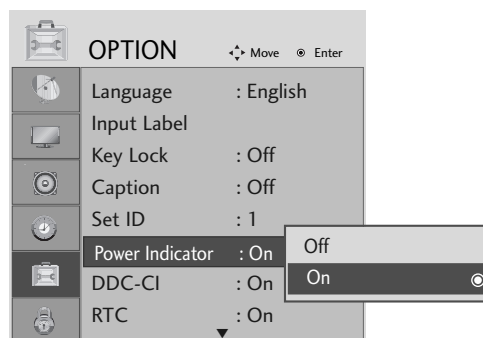 OPTION Move Enter
Language : English
Input Label
Key Lock : Off
Caption : Off
Set ID : 1
Power Indicator : On
DDC-CI : On
RTC : On
Off
On